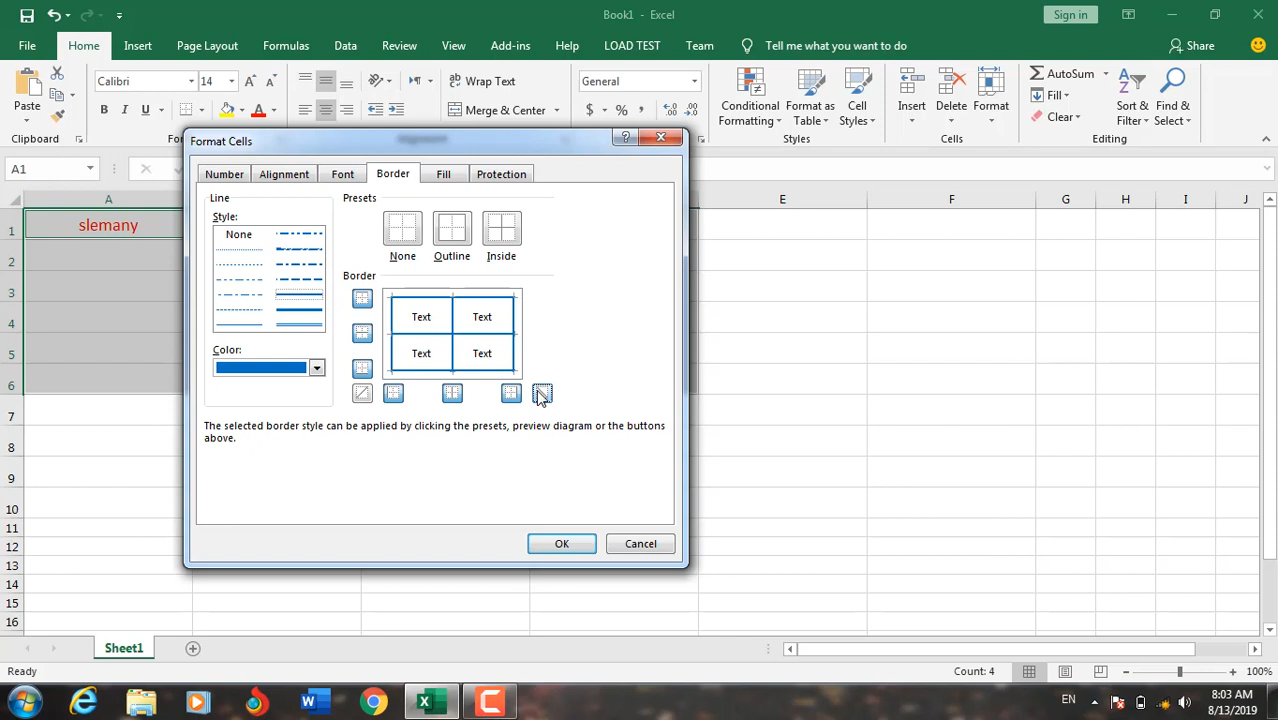 Book1 - Excel
Sign in
File Home Insert Page Layout Formulas Data Review View Add-ins Help LOAD TEST Team Tell me what you want to do Share
Paste
Calibri 14
Wrap Text
General
Conditional Formatting
Format as Table
Cell Styles
Insert
Delete
Format
AutoSum
Fill
Clear
Sort & Filter
Find & Select
B I U
Merge & Center
$ % ,
Clipboard
Styles
Cells
Editing
A1
Format Cells
Number Alignment Font Border Fill Protection
A E F G H I J
1 slemany
2
3
4
5
6
7
8
9
10
11
12
13
14
15
16
Line
Style:
None
Color:
Presets
None Outline Inside
Border
Text Text
Text Text
The selected border style can be applied by clicking the presets, preview diagram or the buttons
above.
OK Cancel
Sheet1
Ready
Count: 4
100%
EN
8:03 AM
8/13/2019